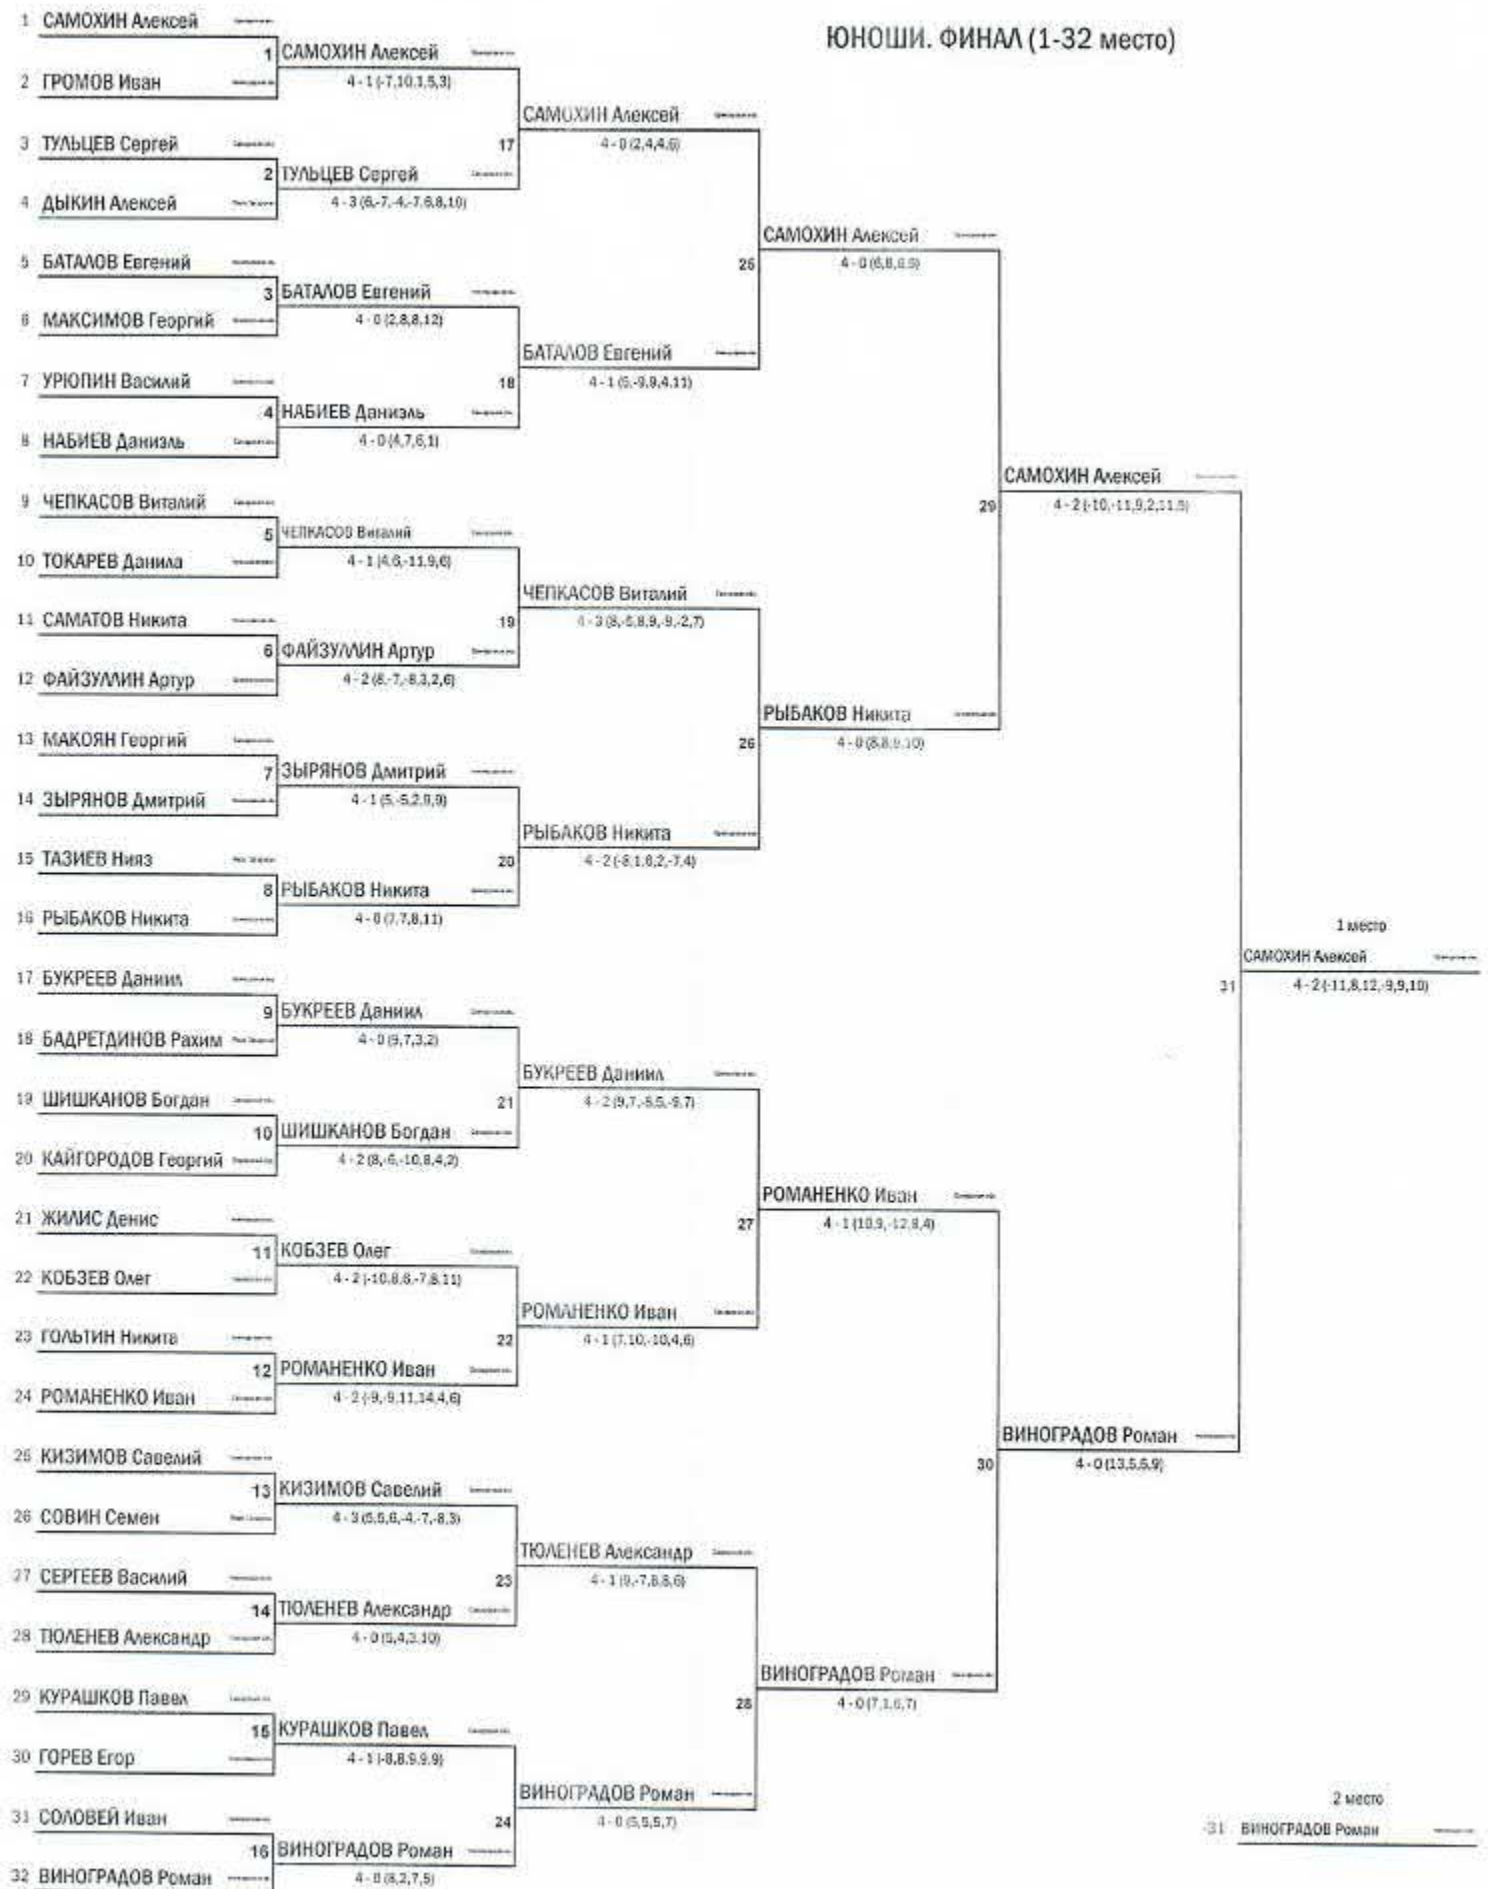 ЮНОШИ. ФИНАЛ (1-32 место)
1 САМОХИН Алексей
1 САМОХИН Алексей
4 - 1 (-7,10,1,5,3)
2 ГРОМОВ Иван
САМОХИН Алексей
4 - 0 (2,4,4,6)
3 ТУЛЬЦЕВ Сергей
17
2 ТУЛЬЦЕВ Сергей
4 - 3 (6,-7,-4,-7,6,8,10)
4 ДЫКИН Алексей
САМОХИН Алексей
25
5 БАТАЛОВ Евгений
3 БАТАЛОВ Евгений
4 - 0 (2,8,8,12)
6 МАКСИМОВ Георгий
БАТАЛОВ Евгений
4 - 1 (5,-9,9,4,11)
7 УРЮПИН Василий
18
4 НАБИЕВ Даниэль
4 - 0 (4,7,6,1)
8 НАБИЕВ Даниэль
САМОХИН Алексей
4 - 2 (-10,-11,9,2,11,5)
29
9 ЧЕПКАСОВ Виталий
5 ЧЕПКАСОВ Виталий
4 - 1 (4,6,-11,9,6)
10 ТОКАРЕВ Данила
ЧЕПКАСОВ Виталий
4 - 3 (8,-5,8,9,-9,-2,7)
11 САМАТОВ Никита
19
6 ФАЙЗУЛЛИН Артур
4 - 2 (8,-7,-8,3,2,6)
12 ФАЙЗУЛЛИН Артур
РЫБАКОВ Никита
4 - 0 (8,8,9,10)
26
13 МАКОЯН Георгий
7 ЗЫРЯНОВ Дмитрий
4 - 1 (5,-5,2,9,9)
14 ЗЫРЯНОВ Дмитрий
РЫБАКОВ Никита
4 - 2 (-8,1,6,2,-7,4)
15 ТАЗИЕВ Нияз
20
8 РЫБАКОВ Никита
4 - 0 (7,7,8,11)
16 РЫБАКОВ Никита
1 место
САМОХИН Алексей
31
4 - 2 (-11,8,12,-9,9,10)
17 БУКРЕЕВ Даниил
9 БУКРЕЕВ Даниил
4 - 0 (9,7,3,2)
18 БАДРЕТДИНОВ Рахим
БУКРЕЕВ Даниил
4 - 2 (9,7,-8,5,-9,7)
19 ШИШКАНОВ Богдан
21
10 ШИШКАНОВ Богдан
4 - 2 (8,-6,-10,8,4,2)
20 КАЙГОРОДОВ Георгий
РОМАНЕНКО Иван
4 - 1 (10,9,-12,8,4)
27
21 ЖИЛИС Денис
11 КОБЗЕВ Олег
4 - 2 (-10,8,6,-7,8,11)
22 КОБЗЕВ Олег
РОМАНЕНКО Иван
4 - 1 (7,10,-10,4,6)
23 ГОЛЬТИН Никита
22
12 РОМАНЕНКО Иван
4 - 2 (-9,-9,11,14,4,6)
24 РОМАНЕНКО Иван
ВИНОГРАДОВ Роман
4 - 0 (13,5,5,9)
30
25 КИЗИМОВ Савелий
13 КИЗИМОВ Савелий
4 - 3 (5,5,6,-4,-7,-8,3)
26 СОВИН Семен
ТЮЛЕНЕВ Александр
4 - 1 (9,-7,8,8,6)
27 СЕРГЕЕВ Василий
23
14 ТЮЛЕНЕВ Александр
4 - 0 (5,4,3,10)
28 ТЮЛЕНЕВ Александр
ВИНОГРАДОВ Роман
4 - 0 (7,1,6,7)
28
29 КУРАШКОВ Павел
15 КУРАШКОВ Павел
4 - 1 (-8,8,9,9,9)
30 ГОРЕВ Егор
ВИНОГРАДОВ Роман
4 - 0 (5,5,5,7)
31 СОЛОВЕЙ Иван
24
16 ВИНОГРАДОВ Роман
4 - 0 (8,2,7,5)
32 ВИНОГРАДОВ Роман
2 место
-31 ВИНОГРАДОВ Роман